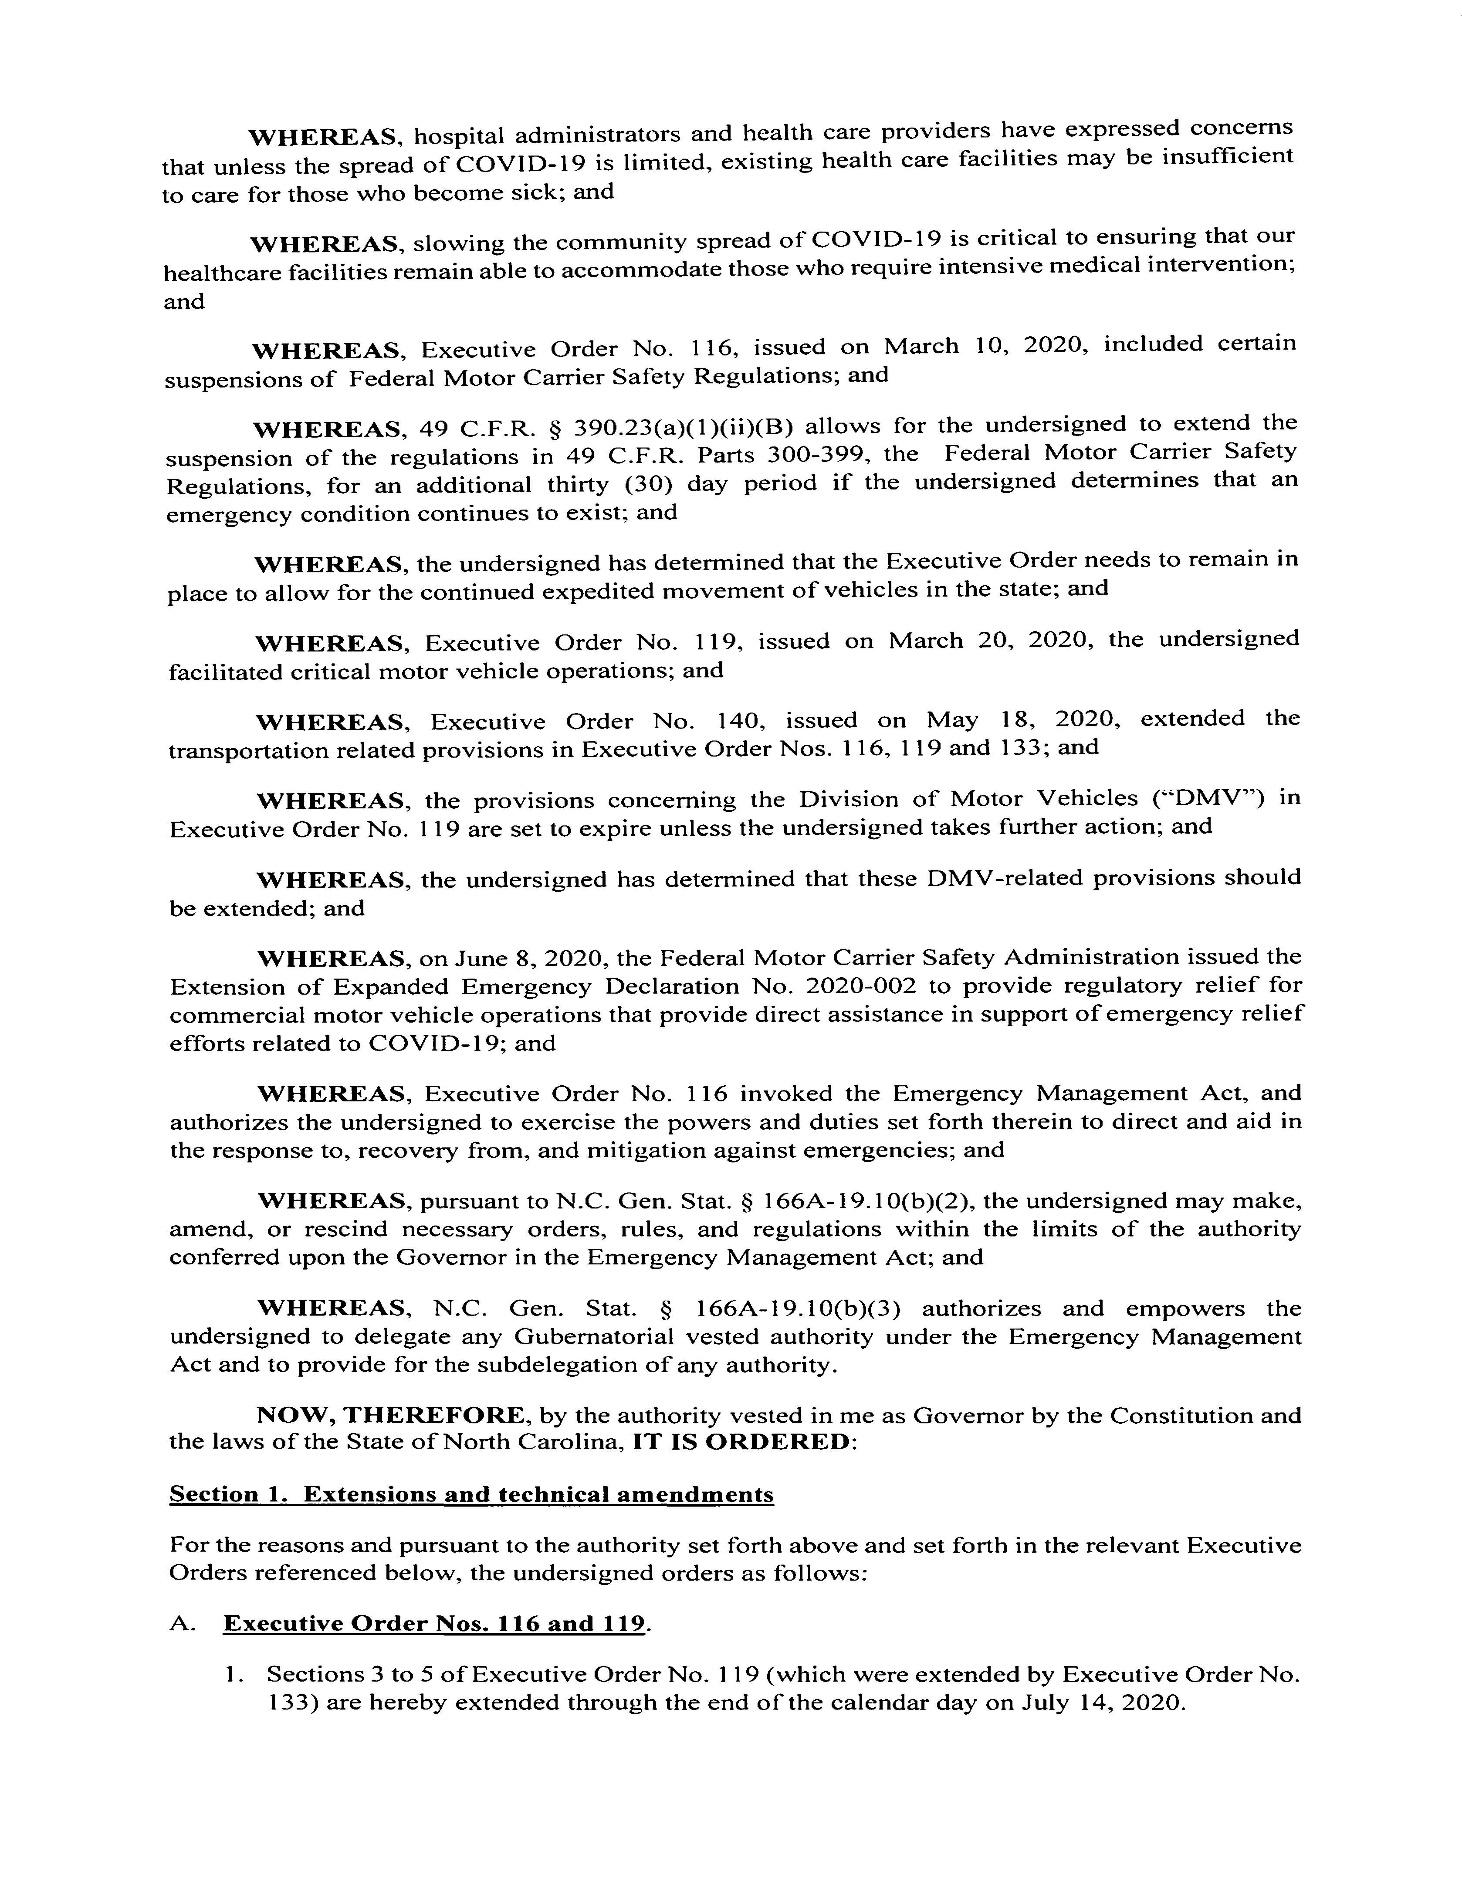 WHEREAS, hospital administrators and health care providers have expressed concerns
that unless the spread of COVID-19 is limited, existing health care facilities may be insufficient
to care for those who become sick; and
WHEREAS, slowing the community spread of COVID-19 is critical to ensuring that our
healthcare facilities remain able to accommodate those who require intensive medical intervention;
and
WHEREAS, Executive Order No. 116, issued on March 10, 2020, included certain
suspensions of Federal Motor Carrier Safety Regulations; and
WHEREAS, 49 C.F.R. § 390.23(a)(1)(ii)(B) allows for the undersigned to extend the
suspension of the regulations in 49 C.F.R. Parts 300-399, the Federal Motor Carrier Safety
Regulations, for an additional thirty (30) day period if the undersigned determines that an
emergency condition continues to exist; and
WHEREAS, the undersigned has determined that the Executive Order needs to remain in
place to allow for the continued expedited movement of vehicles in the state; and
WHEREAS, Executive Order No. 119, issued on March 20, 2020, the undersigned
facilitated critical motor vehicle operations; and
WHEREAS, Executive Order No. 140, issued on May 18, 2020, extended the
transportation related provisions in Executive Order Nos. 116, 119 and 133; and
WHEREAS, the provisions concerning the Division of Motor Vehicles (“DMV”) in
Executive Order No. 119 are set to expire unless the undersigned takes further action; and
WHEREAS, the undersigned has determined that these DMV-related provisions should
be extended; and
WHEREAS, on June 8, 2020, the Federal Motor Carrier Safety Administration issued the
Extension of Expanded Emergency Declaration No. 2020-002 to provide regulatory relief for
commercial motor vehicle operations that provide direct assistance in support of emergency relief
efforts related to COVID-19; and
WHEREAS, Executive Order No. 116 invoked the Emergency Management Act, and
authorizes the undersigned to exercise the powers and duties set forth therein to direct and aid in
the response to, recovery from, and mitigation against emergencies; and
WHEREAS, pursuant to N.C. Gen. Stat. § 166A-19.10(b)(2), the undersigned may make,
amend, or rescind necessary orders, rules, and regulations within the limits of the authority
conferred upon the Governor in the Emergency Management Act; and
WHEREAS, N.C. Gen. Stat. § 166A-19.10(b)(3) authorizes and empowers the
undersigned to delegate any Gubernatorial vested authority under the Emergency Management
Act and to provide for the subdelegation of any authority.
NOW, THEREFORE, by the authority vested in me as Governor by the Constitution and
the laws of the State of North Carolina, IT IS ORDERED:
Section 1. Extensions and technical amendments
For the reasons and pursuant to the authority set forth above and set forth in the relevant Executive
Orders referenced below, the undersigned orders as follows:
A. Executive Order Nos. 116 and 119.
1. Sections 3 to 5 of Executive Order No. 119 (which were extended by Executive Order No.
133) are hereby extended through the end of the calendar day on July 14, 2020.